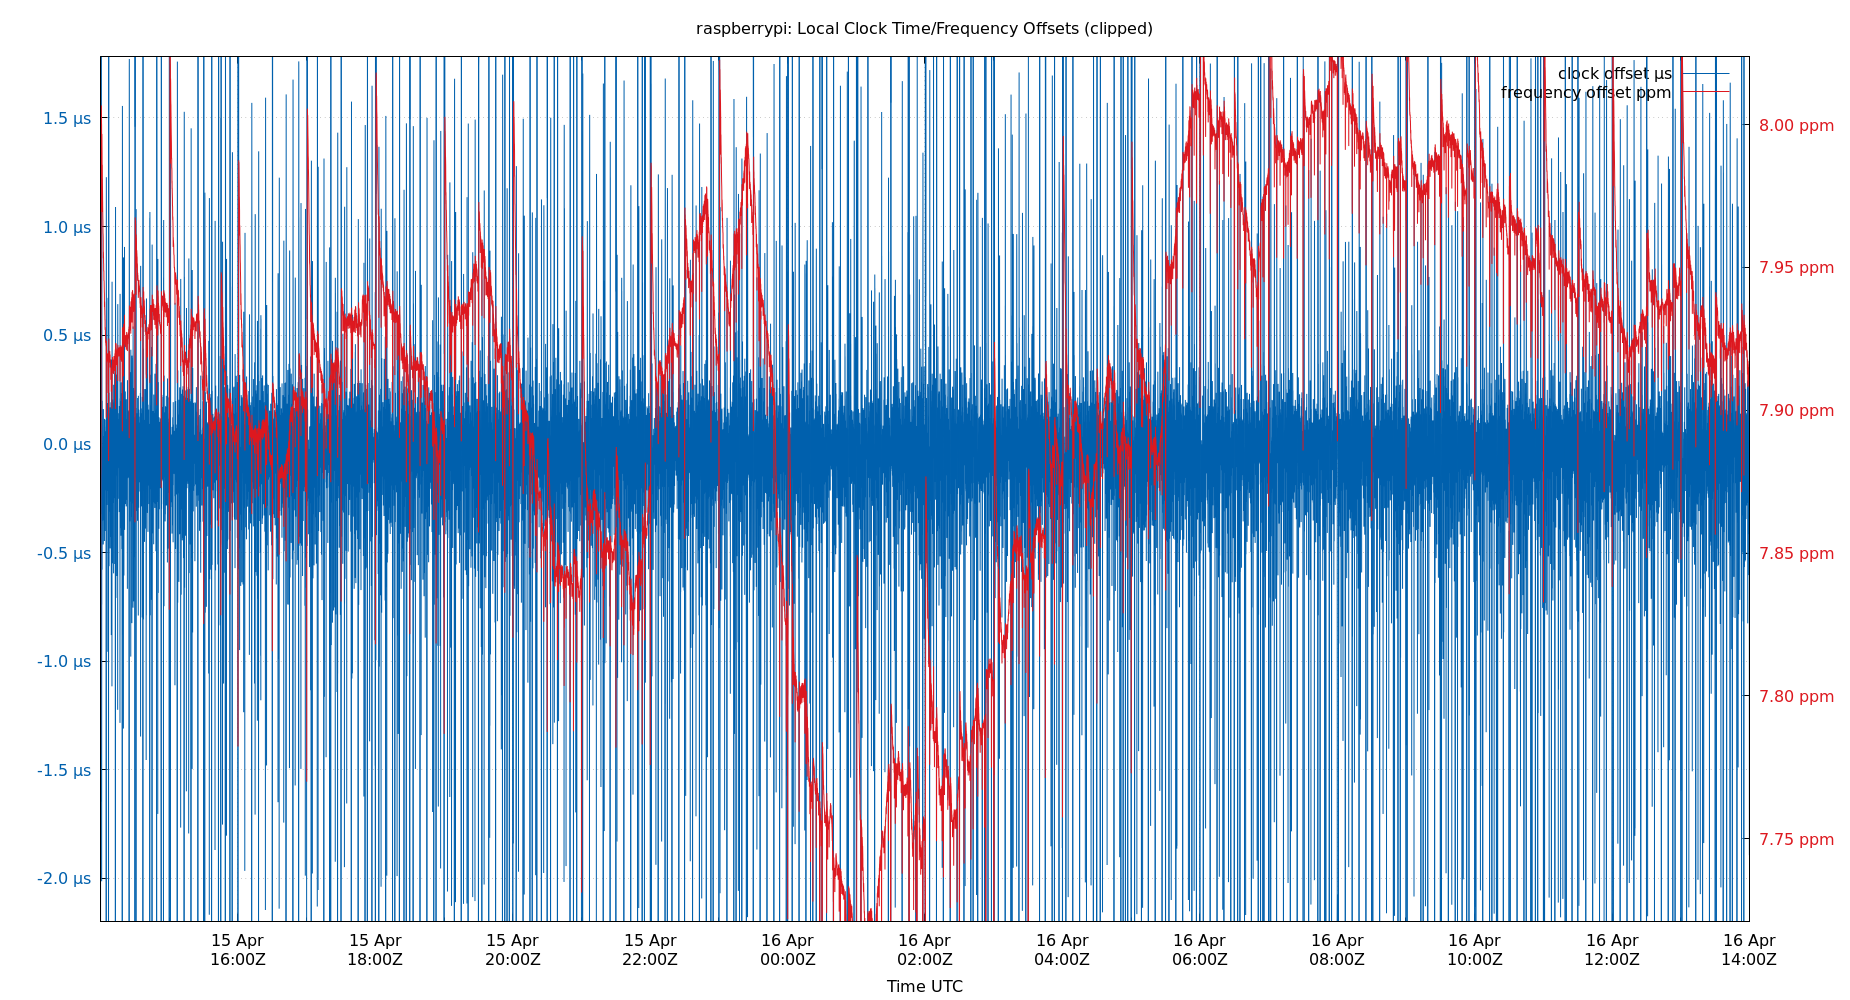 raspberrypi: Local Clock Time/Frequency Offsets (clipped)
clock offset µs
frequency offset ppm
1.5 µs
1.0 µs
0.5 µs
0.0 µs
-0.5 µs
-1.0 µs
-1.5 µs
-2.0 µs
8.00 ppm
7.95 ppm
7.90 ppm
7.85 ppm
7.80 ppm
7.75 ppm
15 Apr 15 Apr 15 Apr 15 Apr 16 Apr 16 Apr 16 Apr 16 Apr 16 Apr 16 Apr 16 Apr 16 Apr
16:00Z 18:00Z 20:00Z 22:00Z 00:00Z 02:00Z 04:00Z 06:00Z 08:00Z 10:00Z 12:00Z 14:00Z
Time UTC